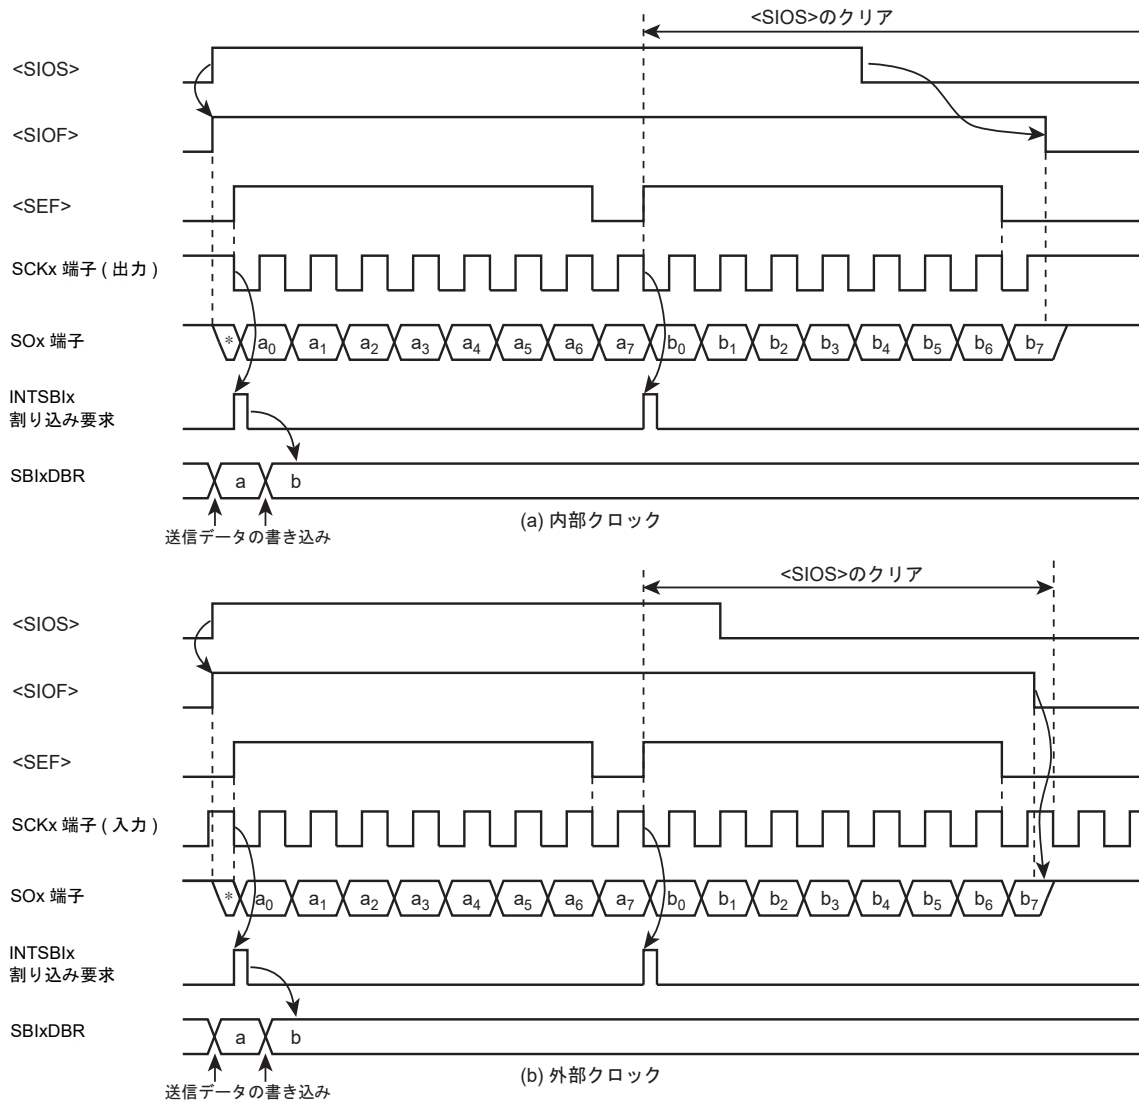 <SIOS>のクリア
<SIOS>
<SIOF>
<SEF>
SCKx 端子 ( 出力 )
SOx 端子
* a0 a1 a2 a3 a4 a5 a6 a7 b0 b1 b2 b3 b4 b5 b6 b7
INTSBIx
割り込み要求
SBIxDBR
a b
送信データの書き込み
(a) 内部クロック
<SIOS>のクリア
<SIOS>
<SIOF>
<SEF>
SCKx 端子 ( 入力 )
SOx 端子
* a0 a1 a2 a3 a4 a5 a6 a7 b0 b1 b2 b3 b4 b5 b6 b7
INTSBIx
割り込み要求
SBIxDBR
a b
送信データの書き込み
(b) 外部クロック